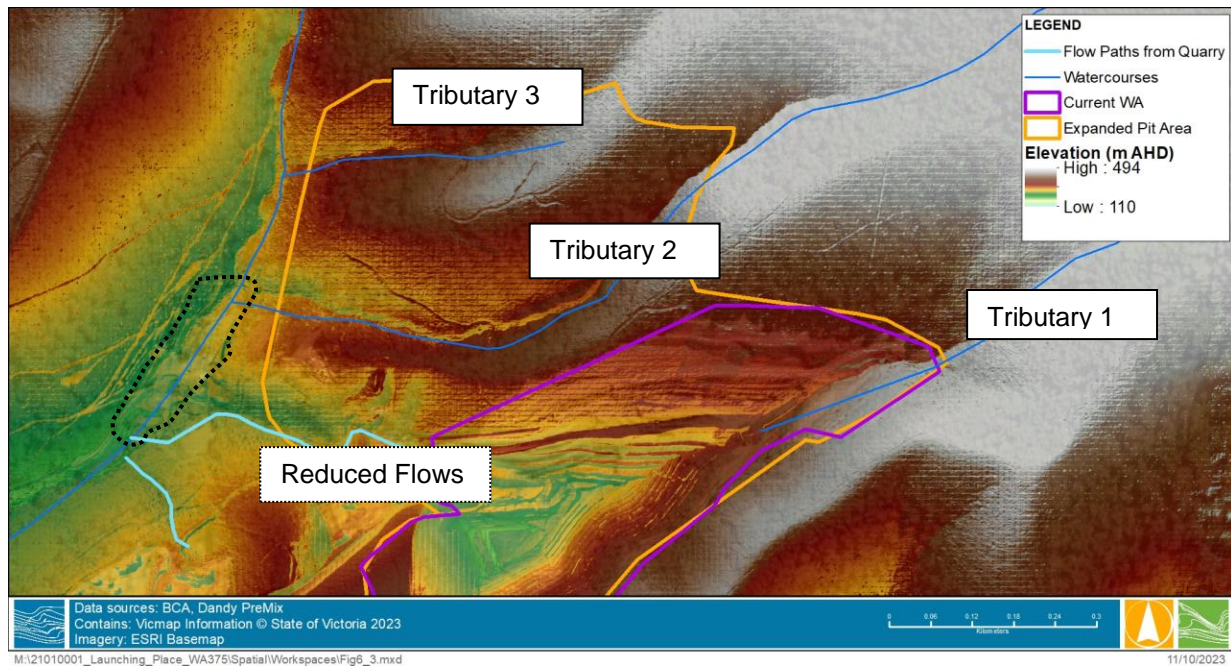 LEGEND
Flow Paths from Quarry
Watercourses
Current WA
Expanded Pit Area
Elevation (m AHD)
High : 494
Low : 110
Tributary 3
Tributary 2
Tributary 1
Reduced Flows
Data sources: BCA, Dandy PreMix
Contains: Vicmap Information © State of Victoria 2023
Imagery: ESRI Basemap
0 0.06 0.12 0.18 0.24 0.3
Kilometers
M:\21010001_Launching_Place_WA375\Spatial\Workspaces\Fig6_3.mxd
11/10/2023